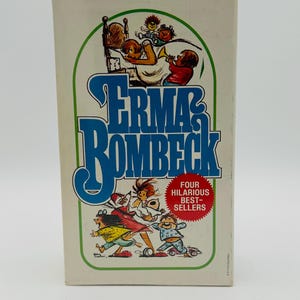 ERMA
BOMBECK
FOUR
HILARIOUS
BEST-
SELLERS